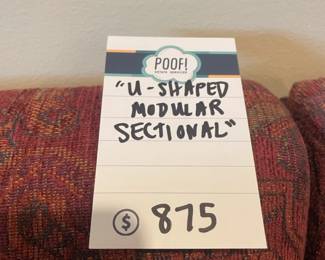 POOF!
ESTATE SERVICES
"U-SHAPED
MODULAR
SECTIONAL"
$ 875